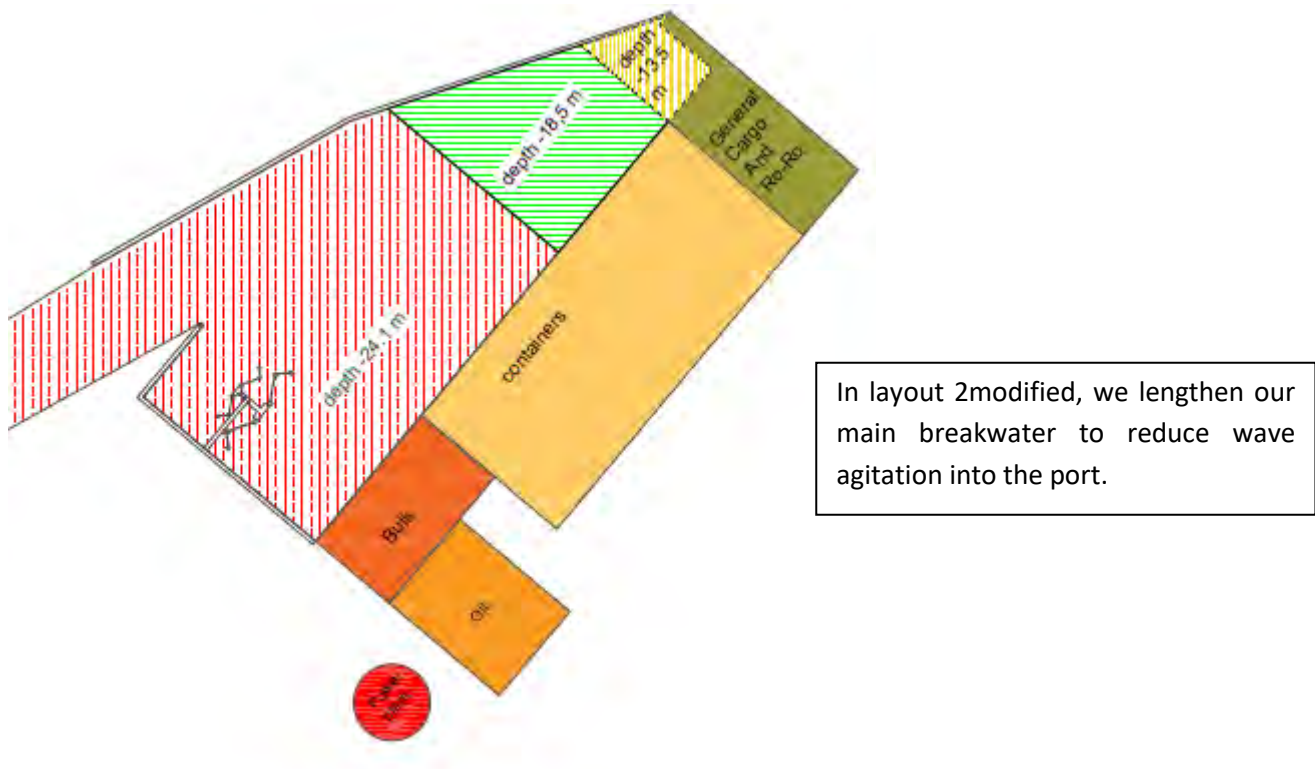 depth -
-13,5
m
depth -18,5 m
General
Cargo
And
Ro-Ro
containers
depth -24.1 m
Bulk
Oil
In layout 2modified, we lengthen our
main breakwater to reduce wave
agitation into the port.